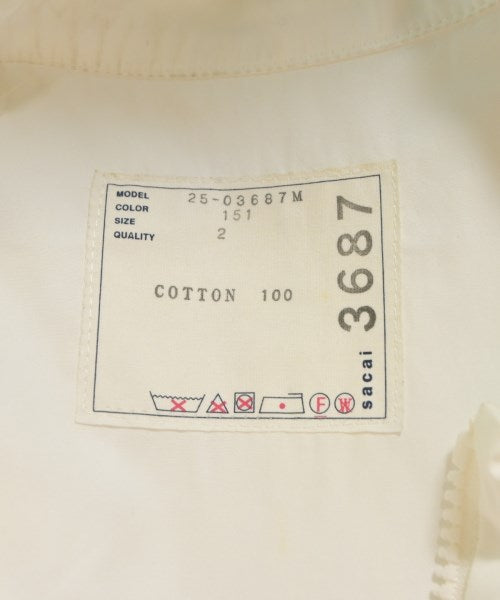 MODEL 25-03687M
COLOR 151
SIZE 2
QUALITY
COTTON 100
F W
sacai 3687